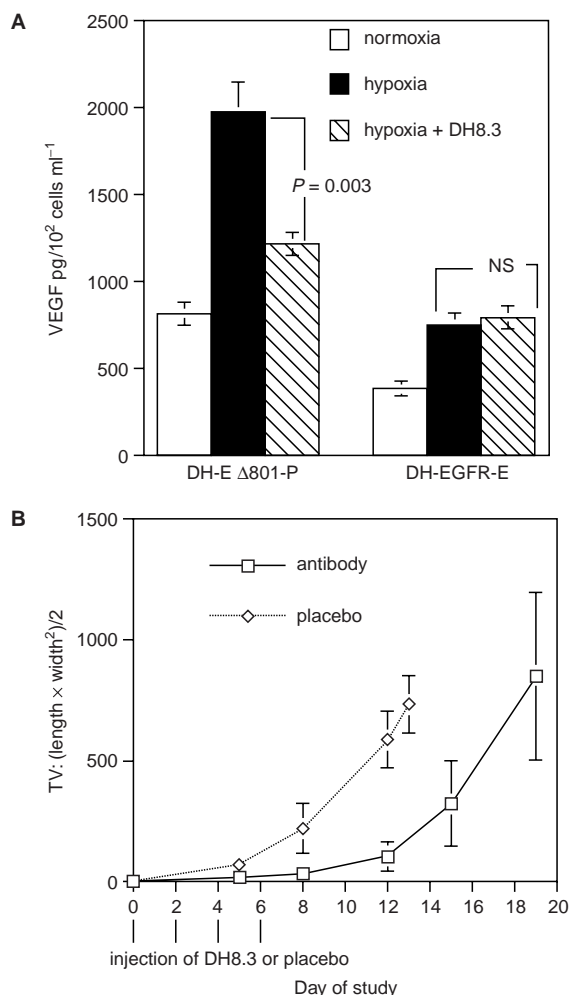 A
2500
2000
1500
1000
500
0
VEGF pg/10² cells ml⁻¹
normoxia
hypoxia
hypoxia + DH8.3
P = 0.003
NS
DH-E Δ801-P
DH-EGFR-E
B
1500
1000
500
0
TV: (length × width²)/2
antibody
placebo
0 2 4 6 8 10 12 14 16 18 20
injection of DH8.3 or placebo
Day of study